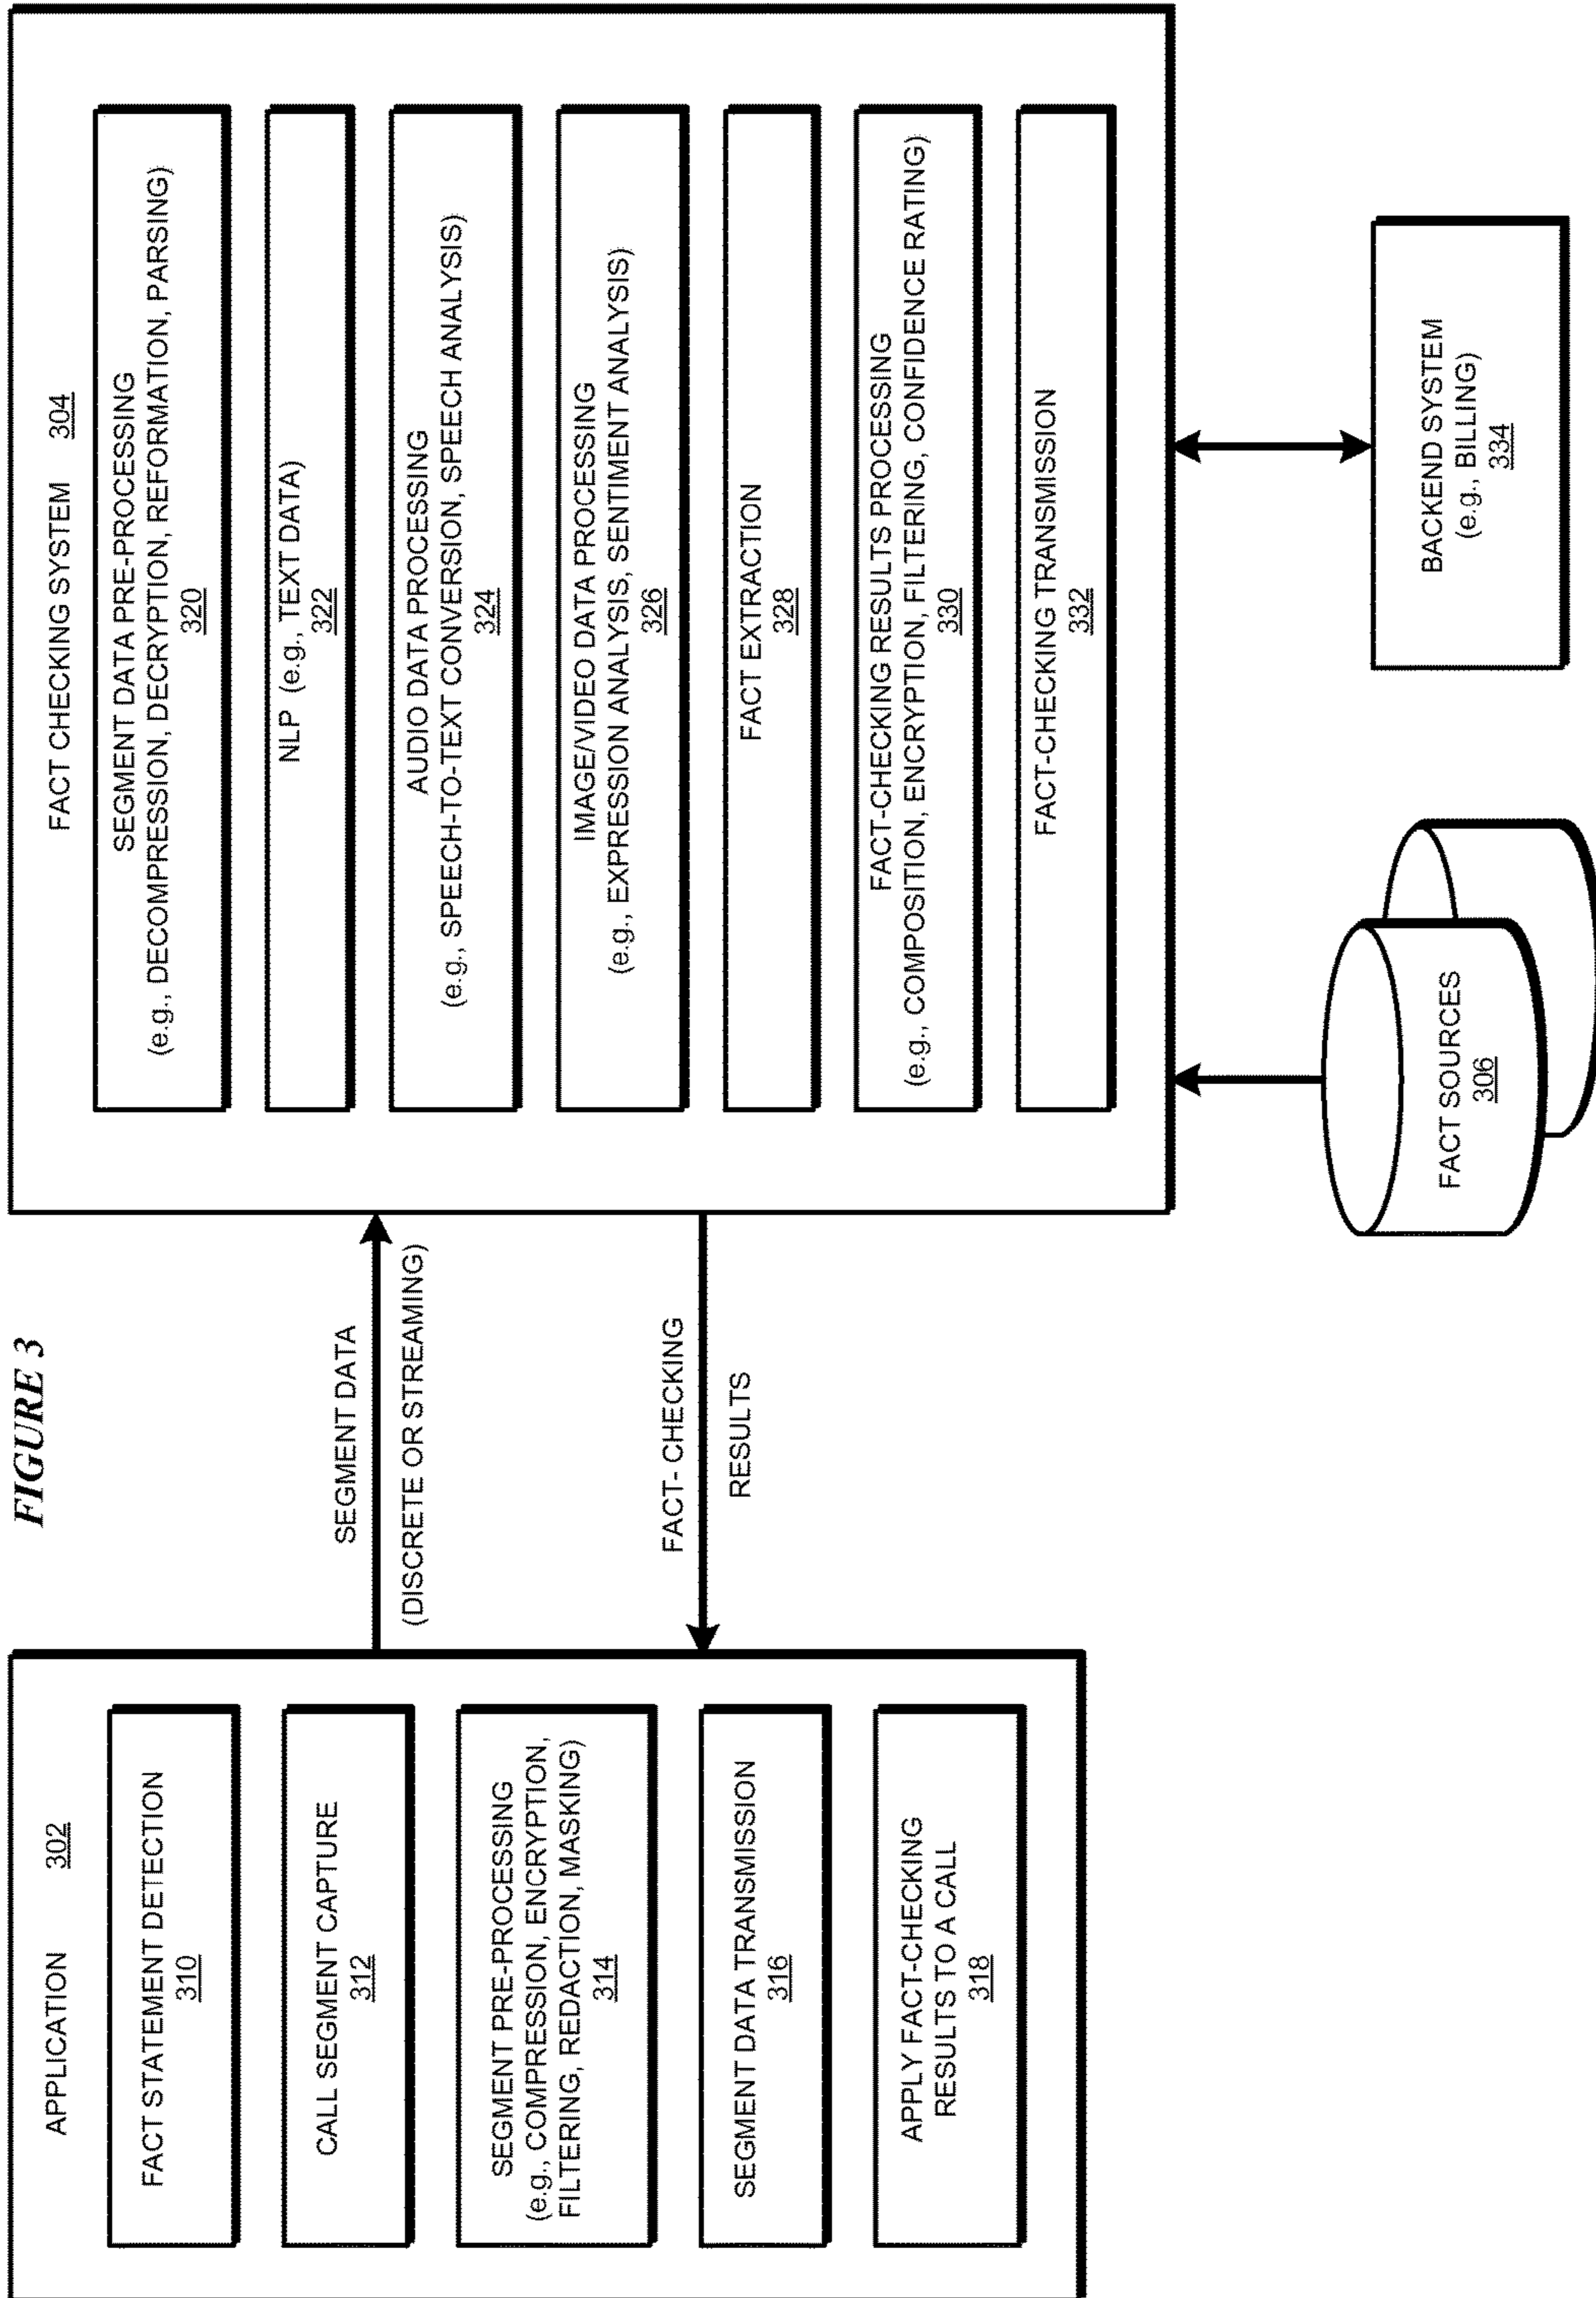 FIGURE 3
APPLICATION 302
FACT STATEMENT DETECTION
310
CALL SEGMENT CAPTURE
312
SEGMENT PRE-PROCESSING
(e.g., COMPRESSION, ENCRYPTION,
FILTERING, REDACTION, MASKING)
314
SEGMENT DATA TRANSMISSION
316
APPLY FACT-CHECKING
RESULTS TO A CALL
318
SEGMENT DATA
(DISCRETE OR STREAMING)
FACT- CHECKING
RESULTS
FACT CHECKING SYSTEM 304
SEGMENT DATA PRE-PROCESSING
(e.g., DECOMPRESSION, DECRYPTION, REFORMATION, PARSING)
320
NLP (e.g., TEXT DATA)
322
AUDIO DATA PROCESSING
(e.g., SPEECH-TO-TEXT CONVERSION, SPEECH ANALYSIS)
324
IMAGE/VIDEO DATA PROCESSING
(e.g., EXPRESSION ANALYSIS, SENTIMENT ANALYSIS)
326
FACT EXTRACTION
328
FACT-CHECKING RESULTS PROCESSING
(e.g., COMPOSITION, ENCRYPTION, FILTERING, CONFIDENCE RATING)
330
FACT-CHECKING TRANSMISSION
332
FACT SOURCES
306
BACKEND SYSTEM
(e.g., BILLING)
334